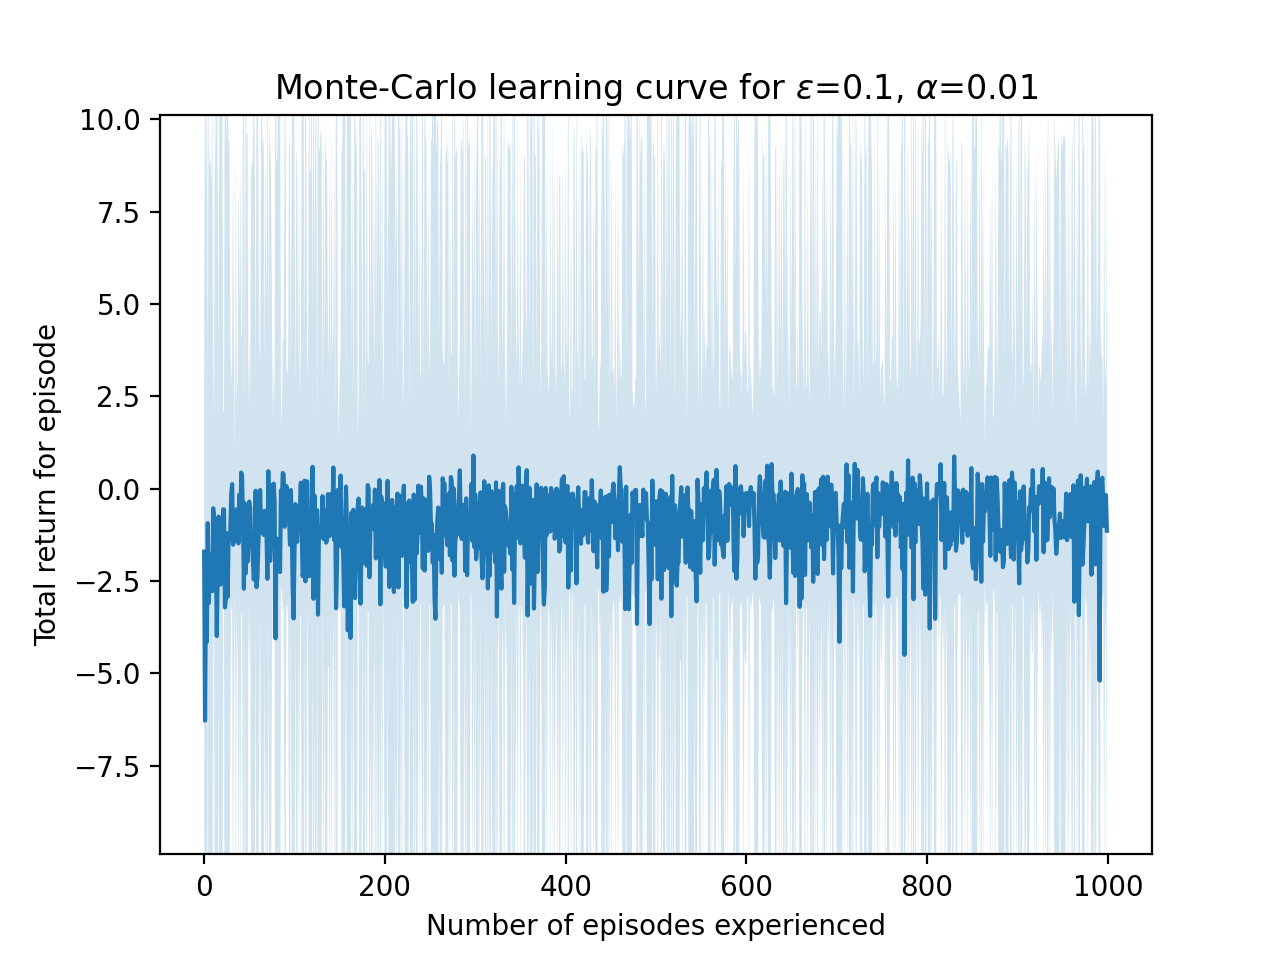 Monte-Carlo learning curve for ε=0.1, α=0.01
10.0
7.5
5.0
2.5
0.0
−2.5
−5.0
−7.5
Total return for episode
0 200 400 600 800 1000
Number of episodes experienced